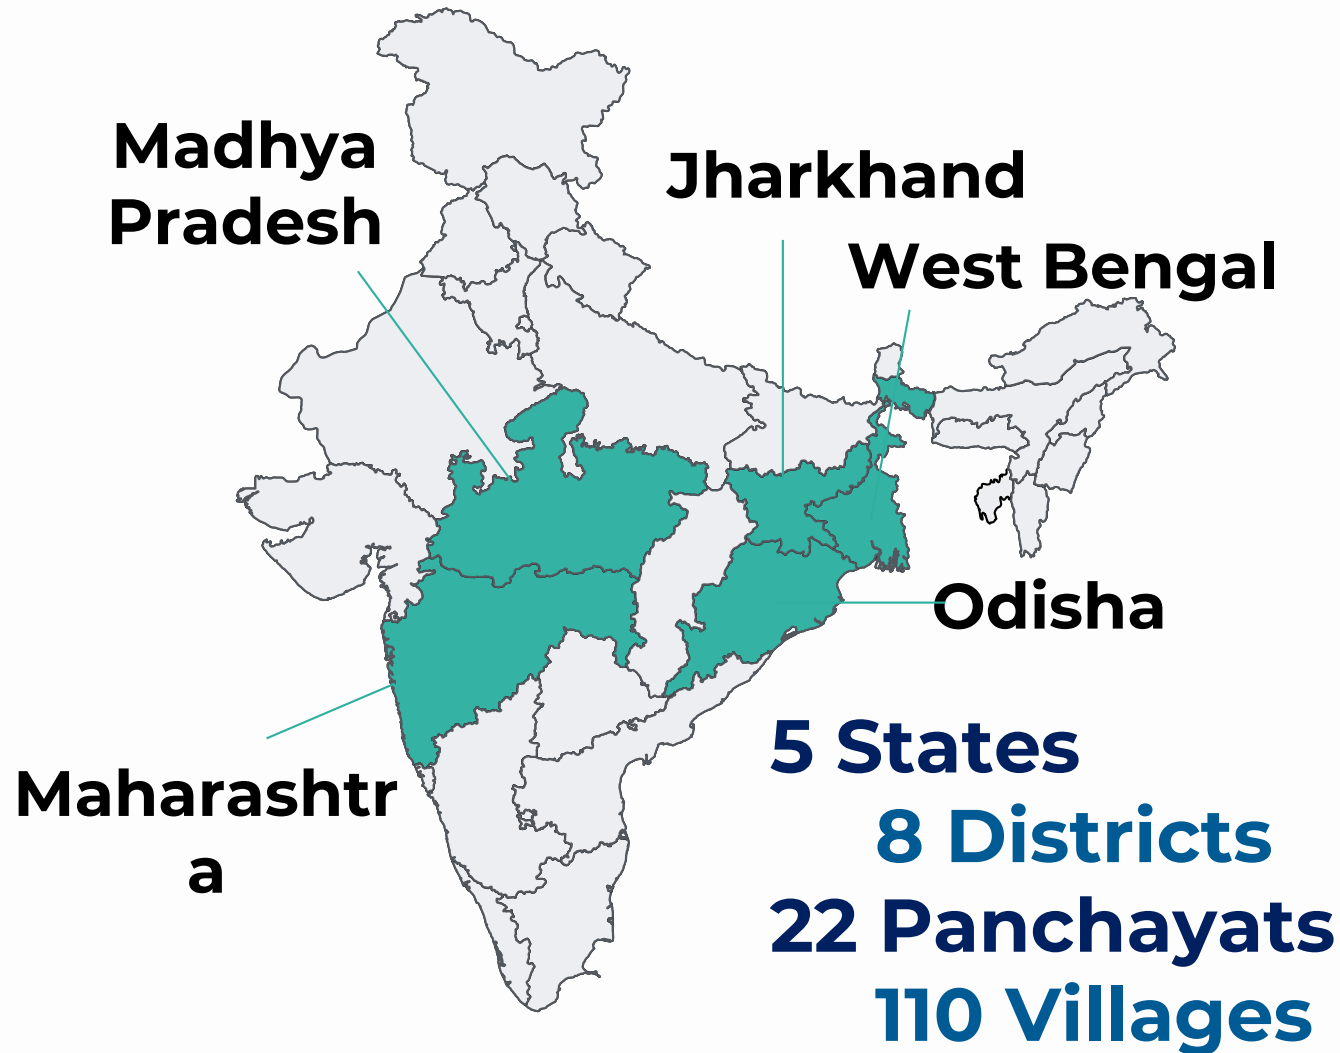 Madhya
Pradesh
Jharkhand
West Bengal
Odisha
Maharashtr
a
5 States
8 Districts
22 Panchayats
110 Villages